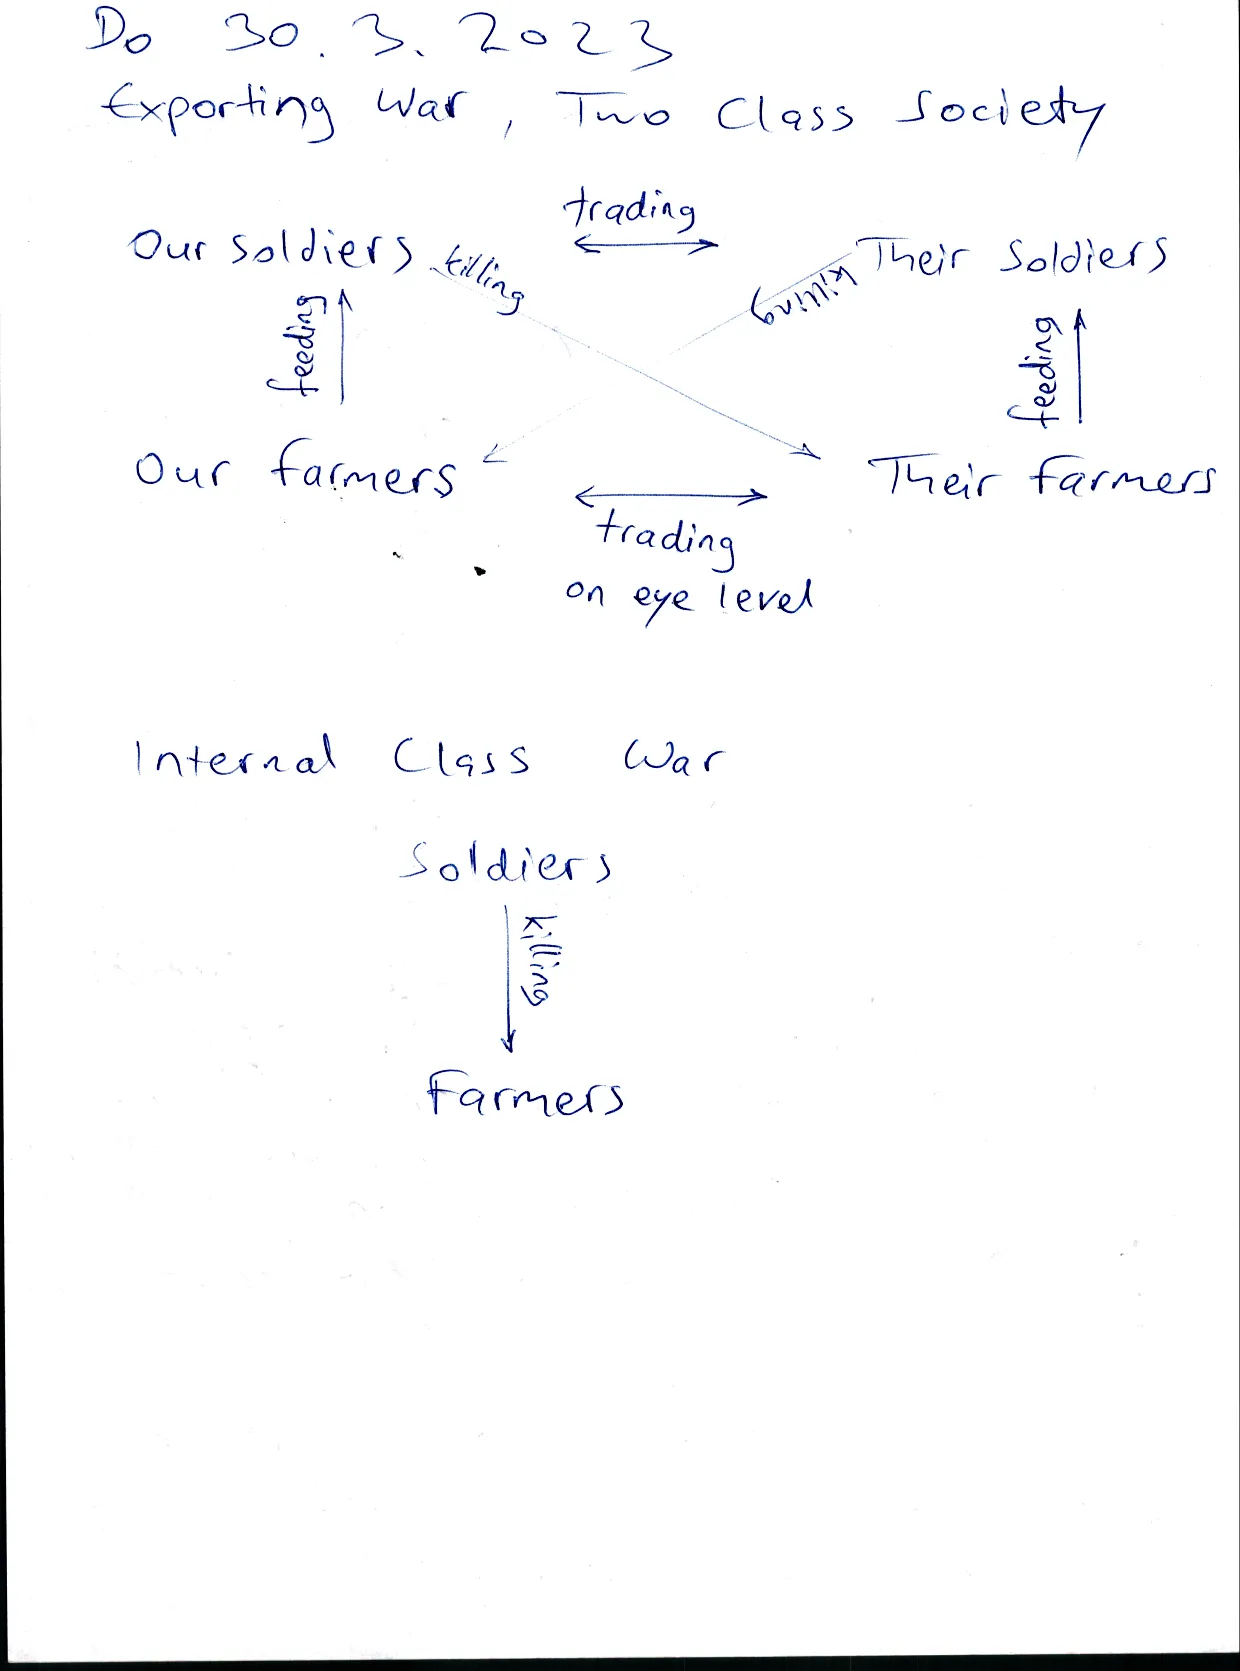 Do 30. 3. 2023
Exporting War, Two Class Society
trading
Our soldiers
killing
killing
Their Soldiers
feeding
feeding
Our farmers
Their farmers
trading
on eye level
Internal Class War
Soldiers
killing
Farmers